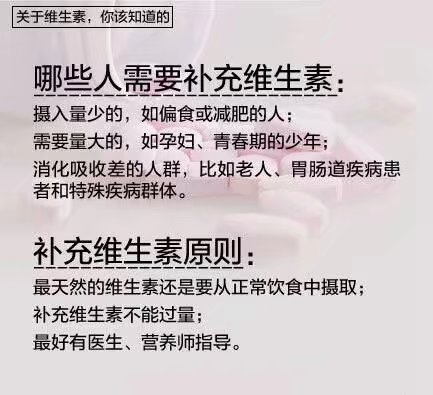 关于维生素，你该知道的
哪些人需要补充维生素：
摄入量少的，如偏食或减肥的人；
需要量大的，如孕妇、青春期的少年；
消化吸收差的人群，比如老人、胃肠道疾病患
者和特殊疾病群体。
补充维生素原则：
最天然的维生素还是要从正常饮食中摄取；
补充维生素不能过量；
最好有医生、营养师指导。